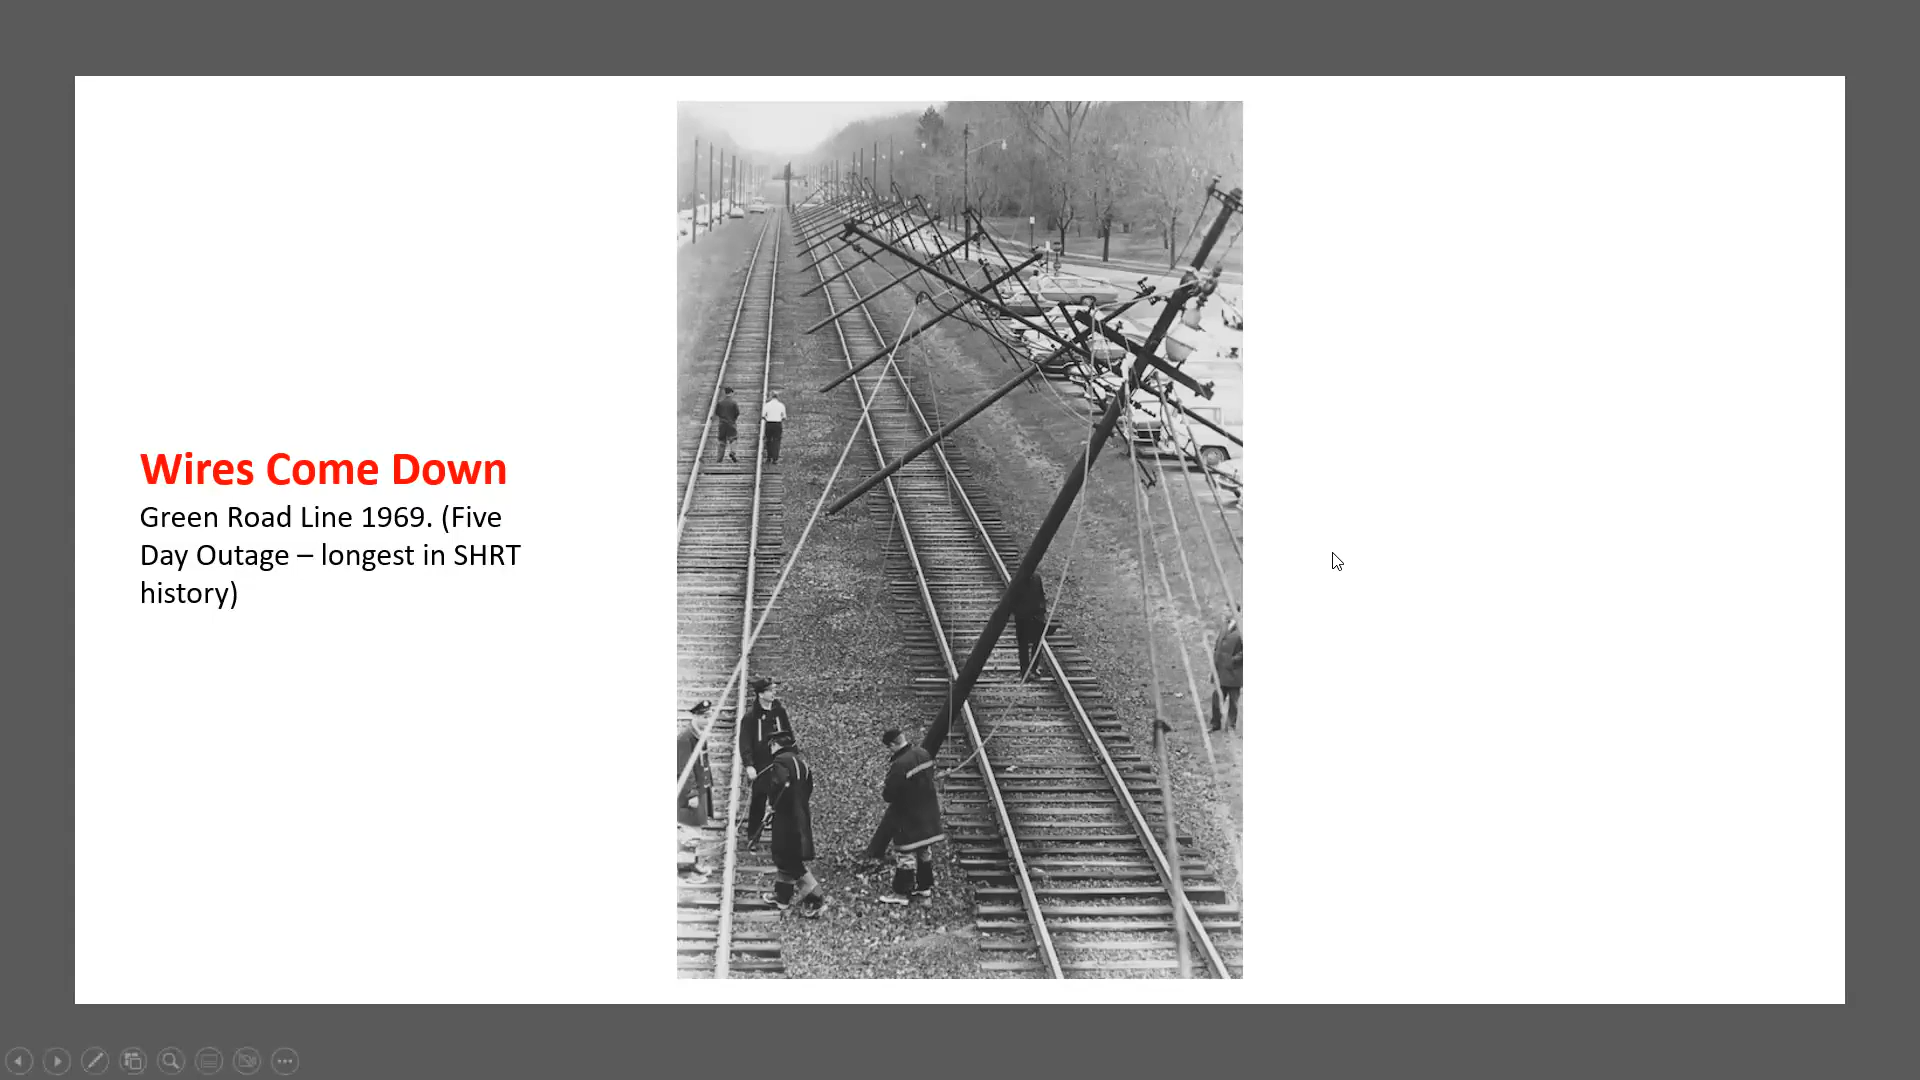 Wires Come Down
Green Road Line 1969. (Five
Day Outage – longest in SHRT
history)